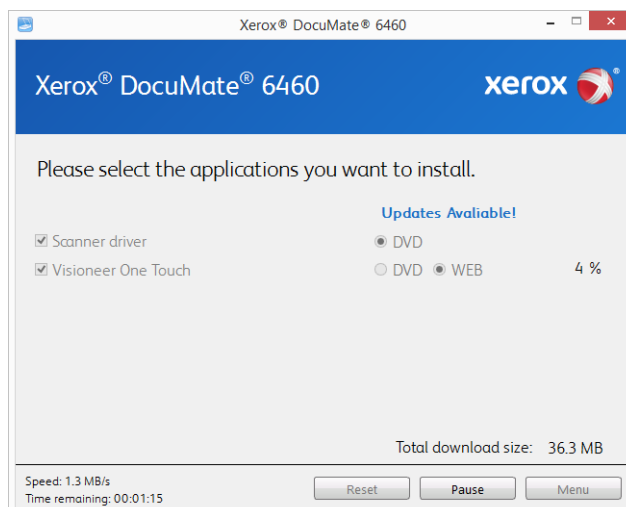 Xerox® DocuMate® 6460
Xerox® DocuMate® 6460
xerox®
Please select the applications you want to install.
Updates Avaliable!
Scanner driver
DVD
Visioneer One Touch
DVD WEB 4 %
Total download size: 36.3 MB
Speed: 1.3 MB/s
Time remaining: 00:01:15
Reset Pause Menu